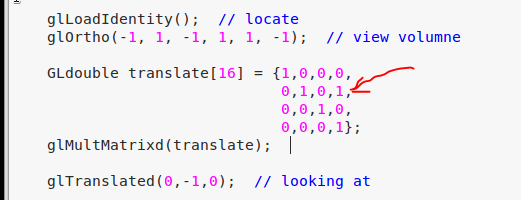 glLoadIdentity();  // locate
glOrtho(-1, 1, -1, 1, 1, -1);  // view volumne
GLdouble translate[16] = {1,0,0,0,
0,1,0,1,
0,0,1,0,
0,0,0,1};
glMultMatrixd(translate);
glTranslated(0,-1,0);  // looking at